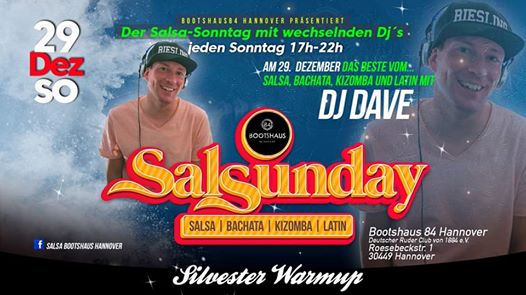 BOOTSHAUS84 HANNOVER PRÄSENTIERT
Der Salsa-Sonntag mit wechselnden Dj´s
jeden Sonntag 17h-22h
29
Dez
SO
AM 29. DEZEMBER DAS BESTE VOM...
SALSA, BACHATA, KIZOMBA UND LATIN MIT
DJ DAVE
84
BOOTSHAUS
SalSunday
SALSA | BACHATA | KIZOMBA | LATIN
Bootshaus 84 Hannover
Deutscher Ruder Club von 1884 e.V.
Roesebeckstr. 1
30449 Hannover
f SALSA BOOTSHAUS HANNOVER
Silvester Warmup